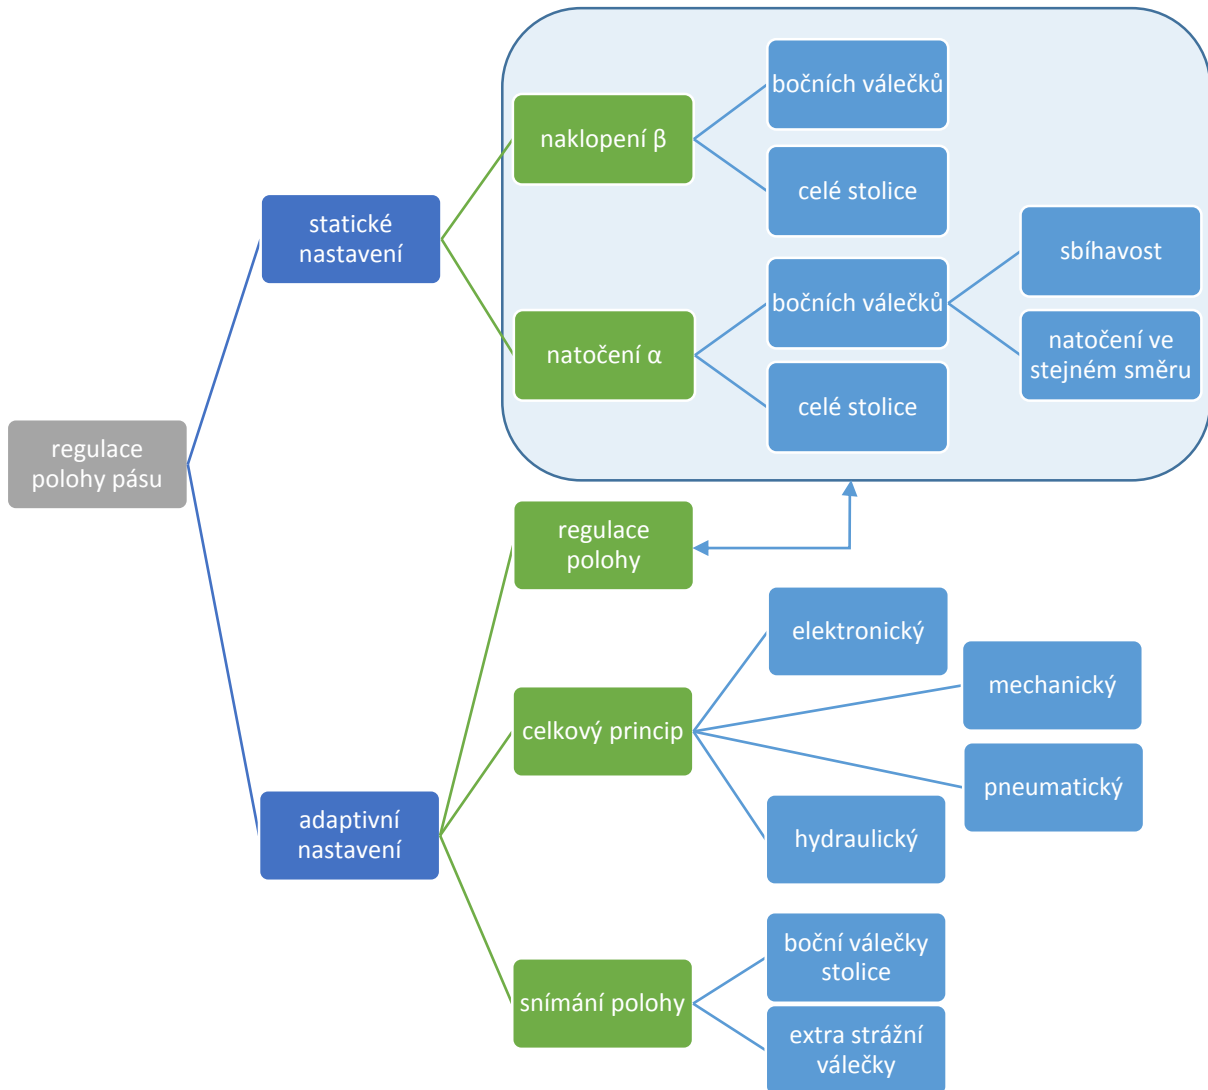 regulace
polohy pásu
statické
nastavení
naklopení β
bočních válečků
celé stolice
natočení α
bočních válečků
sbíhavost
natočení ve
stejném směru
celé stolice
adaptivní
nastavení
regulace
polohy
celkový princip
elektronický
mechanický
pneumatický
hydraulický
snímání polohy
boční válečky
stolice
extra strážní
válečky